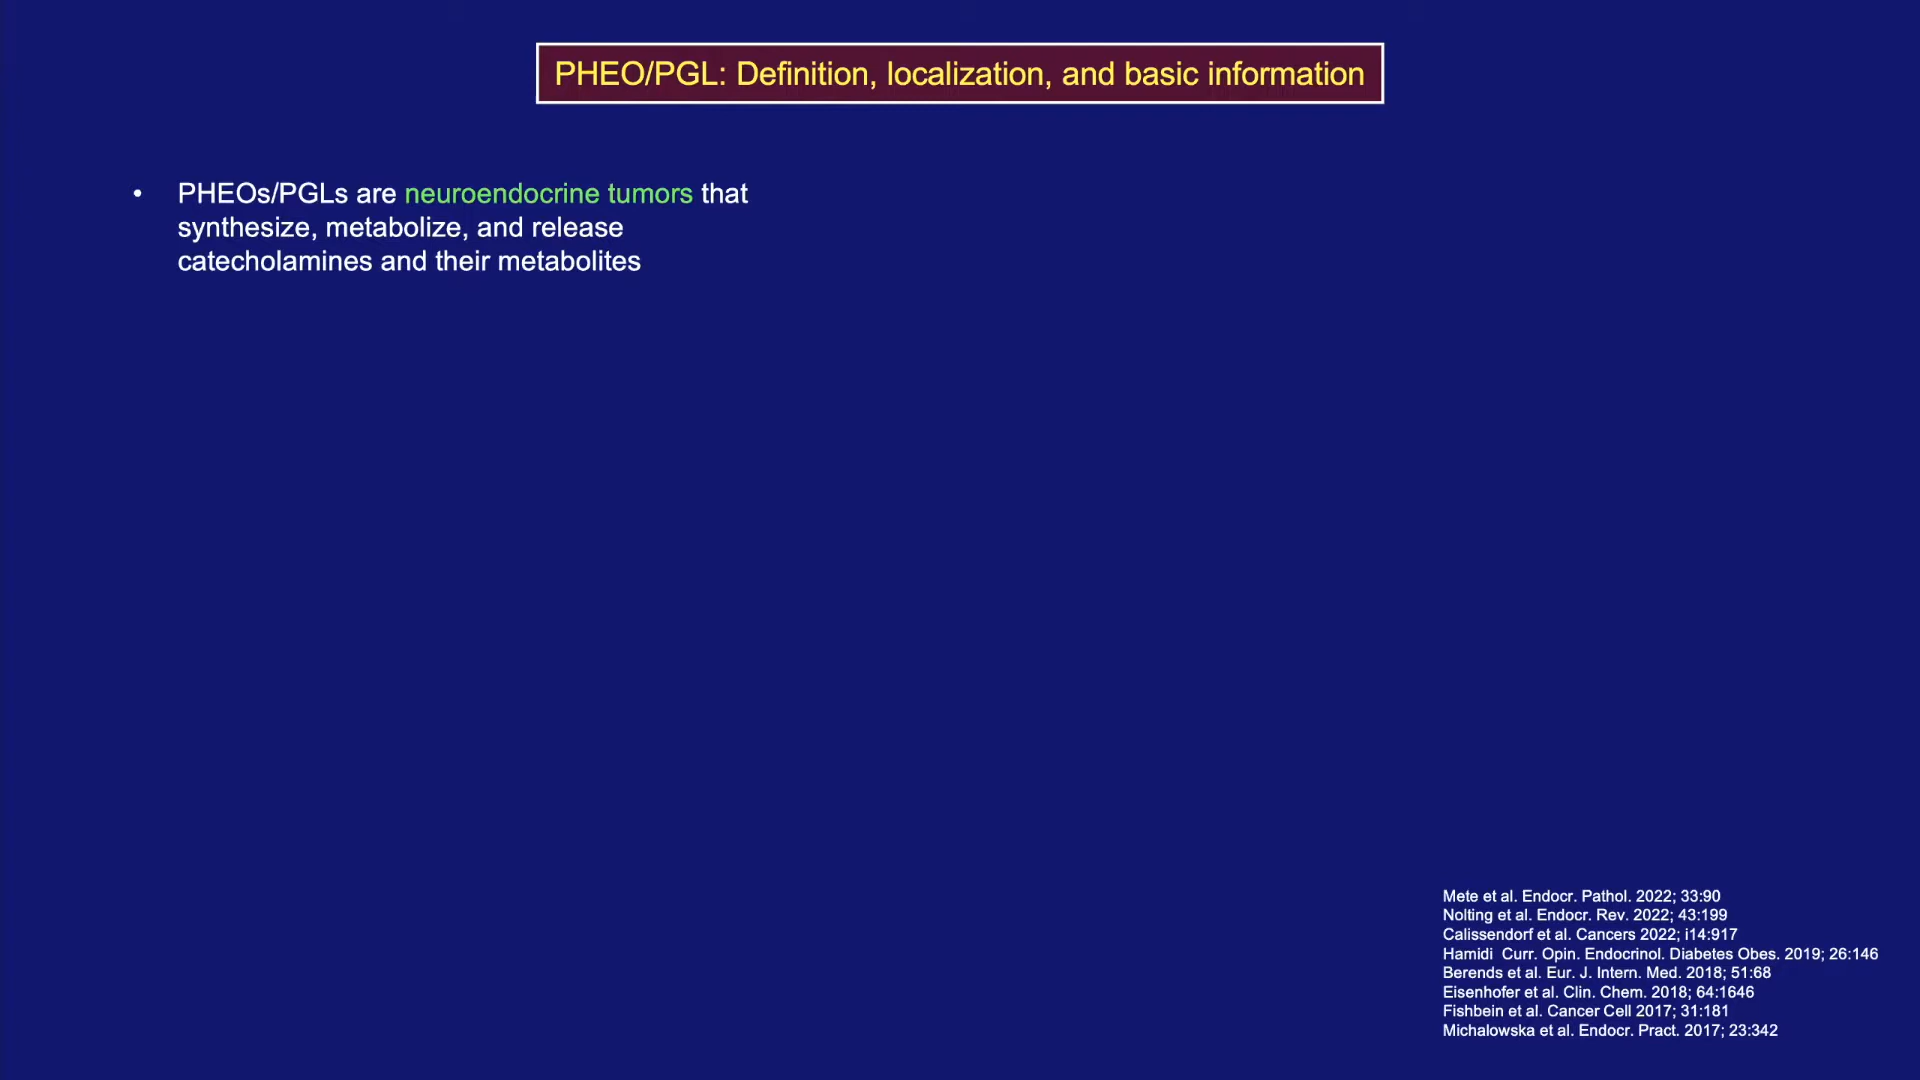 PHEO/PGL: Definition, localization, and basic information
• PHEOs/PGLs are neuroendocrine tumors that
synthesize, metabolize, and release
catecholamines and their metabolites
Mete et al. Endocr. Pathol. 2022; 33:90
Nolting et al. Endocr. Rev. 2022; 43:199
Calissendorf et al. Cancers 2022; i14:917
Hamidi  Curr. Opin. Endocrinol. Diabetes Obes. 2019; 26:146
Berends et al. Eur. J. Intern. Med. 2018; 51:68
Eisenhofer et al. Clin. Chem. 2018; 64:1646
Fishbein et al. Cancer Cell 2017; 31:181
Michalowska et al. Endocr. Pract. 2017; 23:342